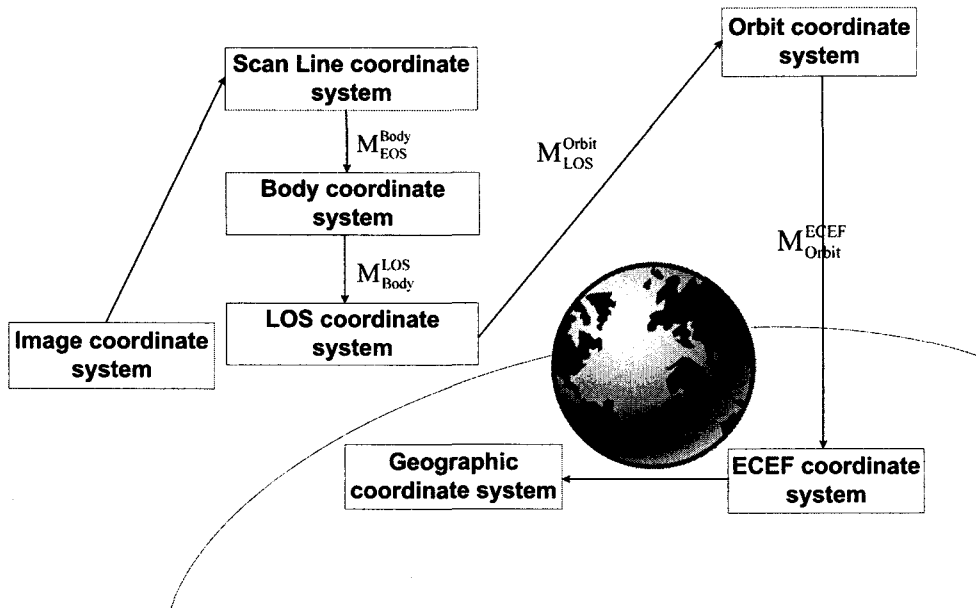 Orbit coordinate
system
Scan Line coordinate
system
M_EOS^Body
M_LOS^Orbit
Body coordinate
system
M_Orbit^ECEF
M_Body^LOS
LOS coordinate
system
Image coordinate
system
Geographic
coordinate system
ECEF coordinate
system